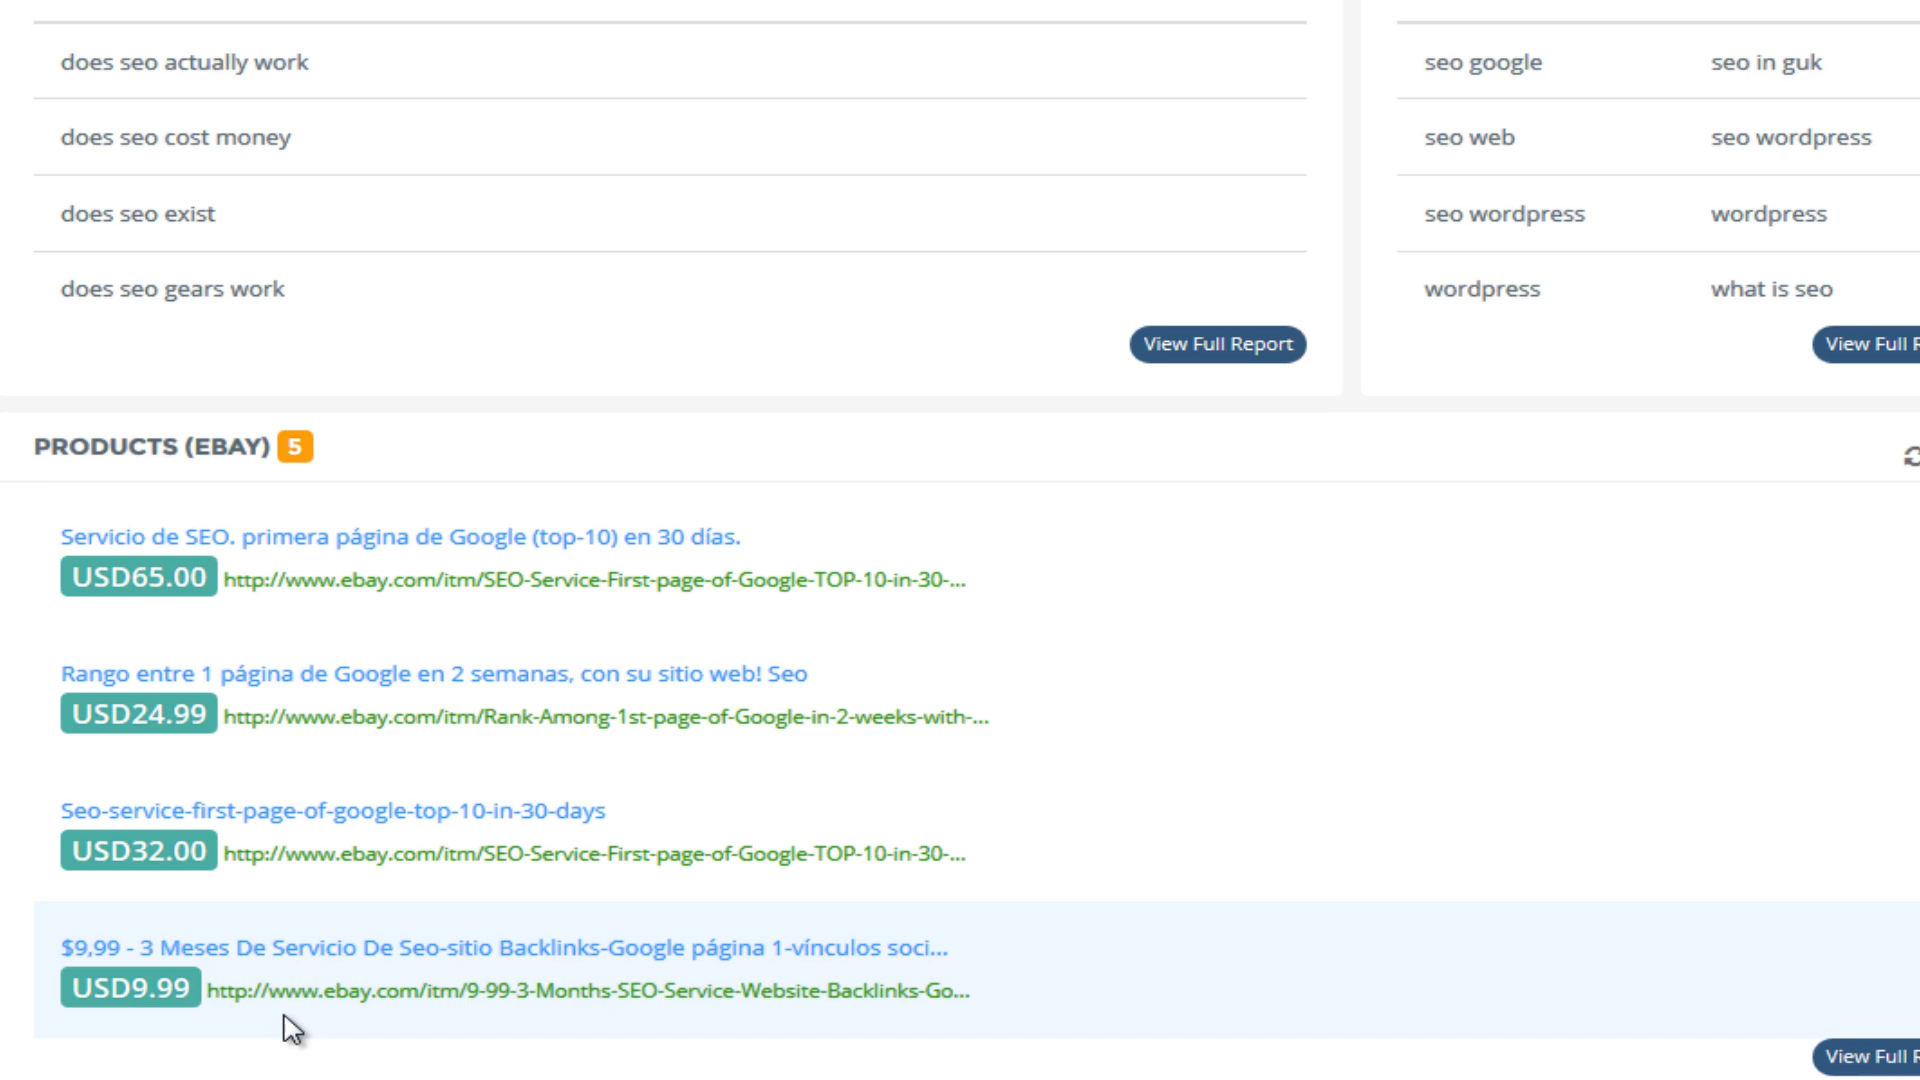 does seo actually work
does seo cost money
does seo exist
does seo gears work
View Full Report
seo google seo in guk
seo web seo wordpress
seo wordpress wordpress
wordpress what is seo
View Full F
PRODUCTS (EBAY) 5
Servicio de SEO. primera página de Google (top-10) en 30 días.
USD65.00 http://www.ebay.com/itm/SEO-Service-First-page-of-Google-TOP-10-in-30-...
Rango entre 1 página de Google en 2 semanas, con su sitio web! Seo
USD24.99 http://www.ebay.com/itm/Rank-Among-1st-page-of-Google-in-2-weeks-with-...
Seo-service-first-page-of-google-top-10-in-30-days
USD32.00 http://www.ebay.com/itm/SEO-Service-First-page-of-Google-TOP-10-in-30-...
$9,99 - 3 Meses De Servicio De Seo-sitio Backlinks-Google página 1-vínculos soci...
USD9.99 http://www.ebay.com/itm/9-99-3-Months-SEO-Service-Website-Backlinks-Go...
View Full F